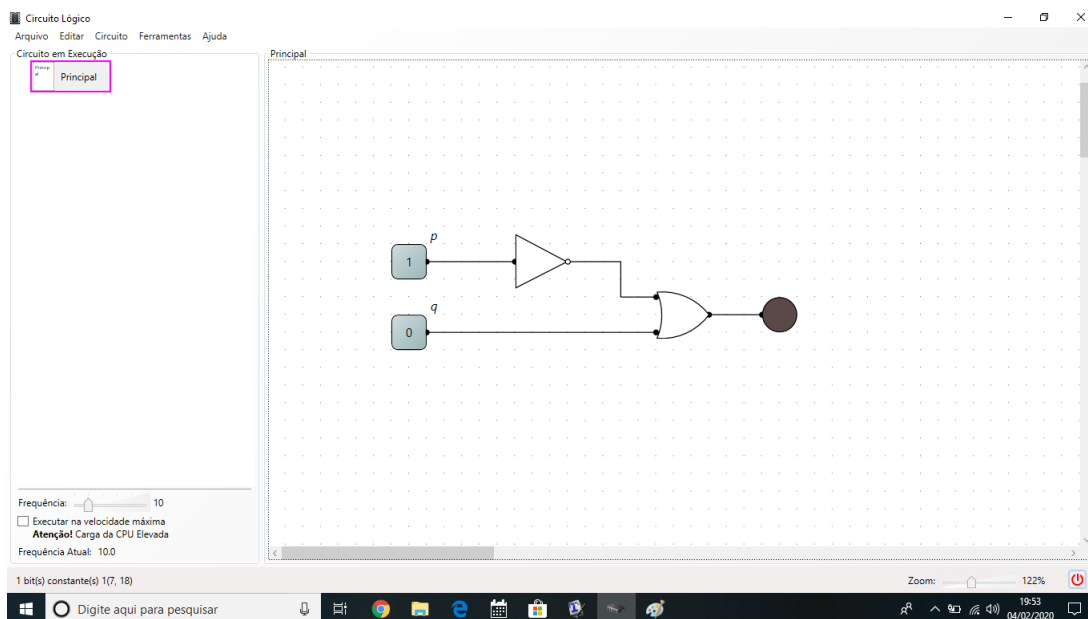 Circuito Lógico
Arquivo Editar Circuito Ferramentas Ajuda
Circuito em Execução
Princip
al
Principal
Principal
p
1
q
0
Frequência: 10
Executar na velocidade máxima
Atenção! Carga da CPU Elevada
Frequência Atual: 10.0
1 bit(s) constante(s) 1(7, 18)
Zoom: 122%
Digite aqui para pesquisar
19:53
04/02/2020